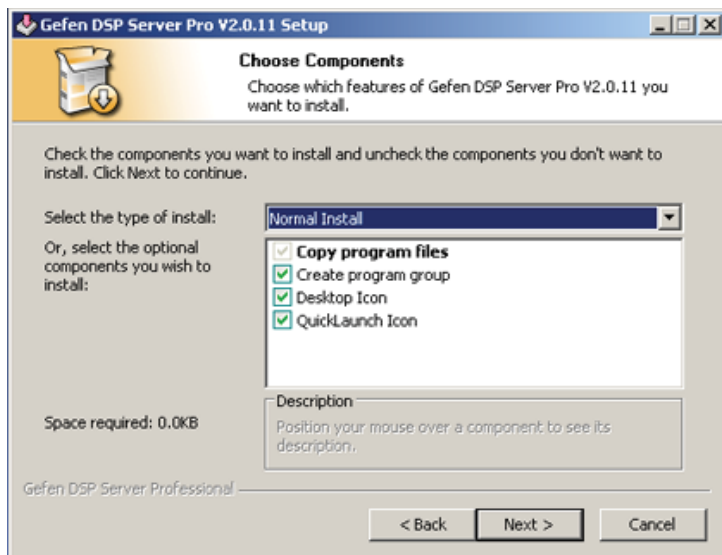 Gefen DSP Server Pro V2.0.11 Setup
Choose Components
Choose which features of Gefen DSP Server Pro V2.0.11 you
want to install.
Check the components you want to install and uncheck the components you don't want to
install. Click Next to continue.
Select the type of install:
Normal Install
Or, select the optional
components you wish to
install:
Copy program files
Create program group
Desktop Icon
QuickLaunch Icon
Space required: 0.0KB
Description
Position your mouse over a component to see its
description.
Gefen DSP Server Professional
< Back
Next >
Cancel